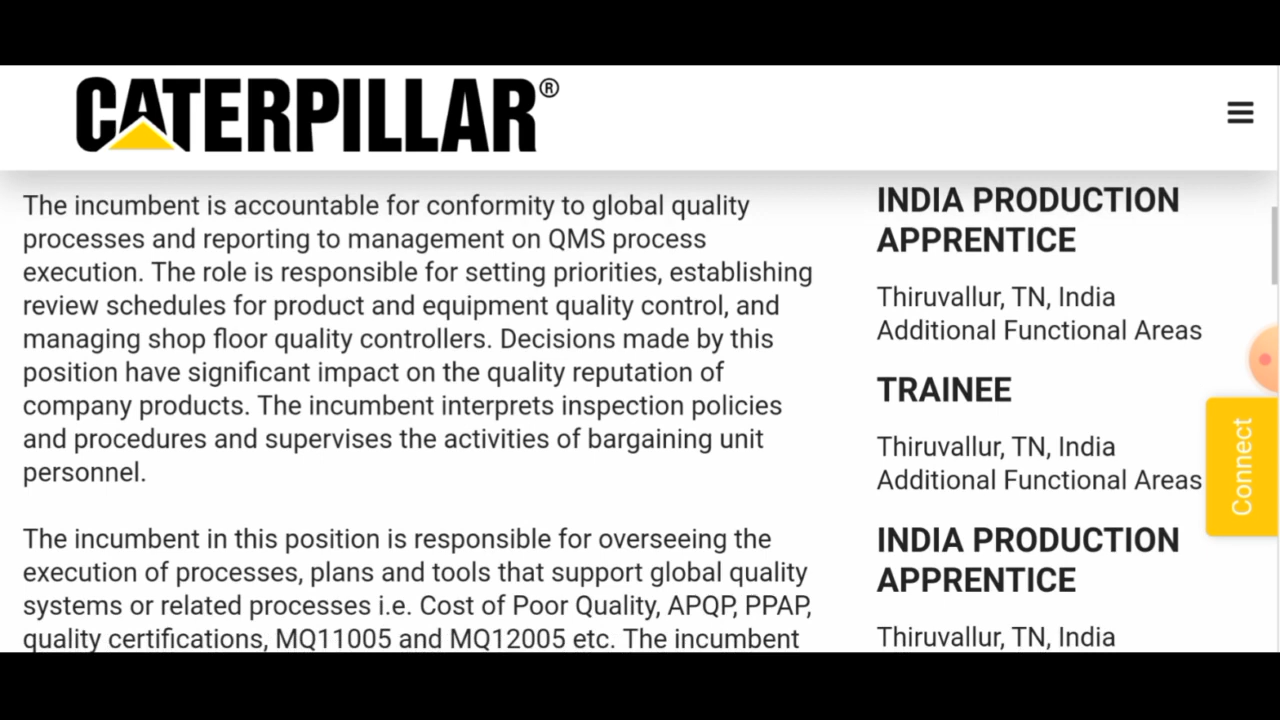 CATERPILLAR®
The incumbent is accountable for conformity to global quality
processes and reporting to management on QMS process
execution. The role is responsible for setting priorities, establishing
review schedules for product and equipment quality control, and
managing shop floor quality controllers. Decisions made by this
position have significant impact on the quality reputation of
company products. The incumbent interprets inspection policies
and procedures and supervises the activities of bargaining unit
personnel.
The incumbent in this position is responsible for overseeing the
execution of processes, plans and tools that support global quality
systems or related processes i.e. Cost of Poor Quality, APQP, PPAP,
quality certifications, MQ11005 and MQ12005 etc. The incumbent
INDIA PRODUCTION
APPRENTICE
Thiruvallur, TN, India
Additional Functional Areas
TRAINEE
Thiruvallur, TN, India
Additional Functional Areas
INDIA PRODUCTION
APPRENTICE
Thiruvallur, TN, India
Connect